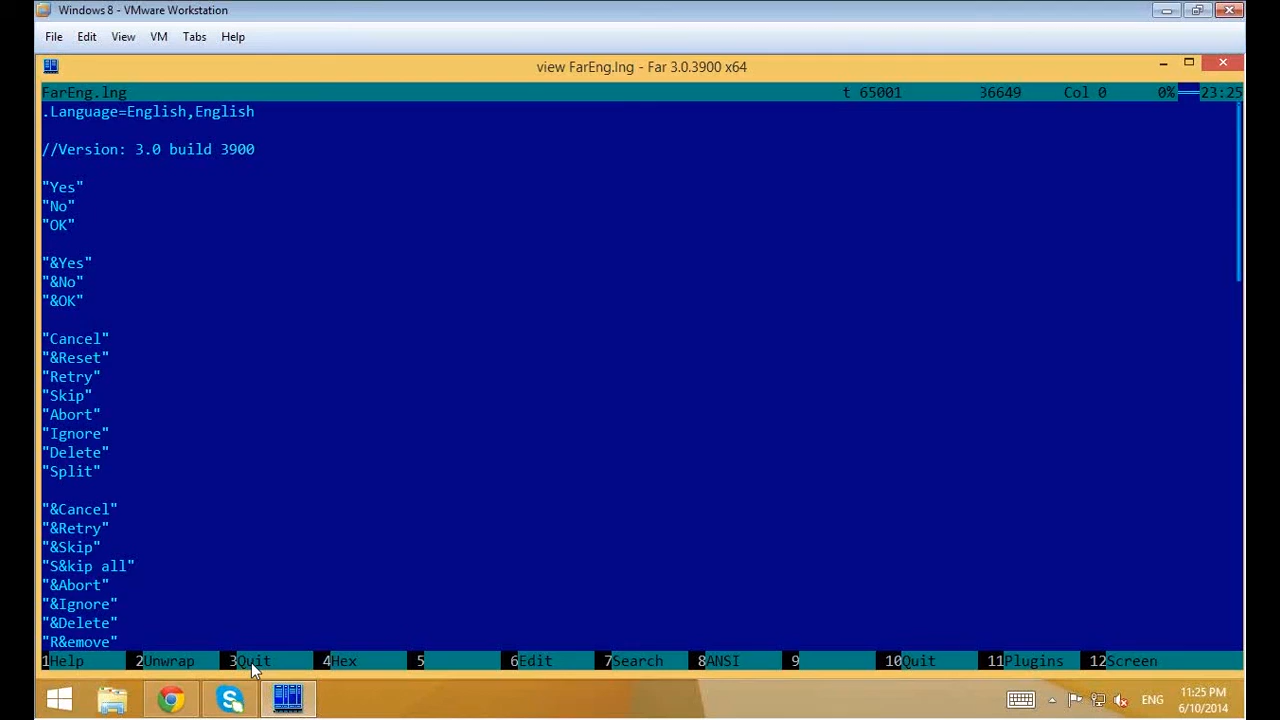 Windows 8 - VMware Workstation
File Edit View VM Tabs Help
view FarEng.lng - Far 3.0.3900 x64
FarEng.lng t 65001 36649 Col 0 0% 23:25
.Language=English,English
//Version: 3.0 build 3900
"Yes"
"No"
"OK"
"&Yes"
"&No"
"&OK"
"Cancel"
"&Reset"
"Retry"
"Skip"
"Abort"
"Ignore"
"Delete"
"Split"
"&Cancel"
"&Retry"
"&Skip"
"S&kip all"
"&Abort"
"&Ignore"
"&Delete"
"R&emove"
1Help 2Unwrap 3Quit 4Hex 5 6Edit 7Search 8ANSI 9 10Quit 11Plugins 12Screen
ENG 11:25 PM
6/10/2014